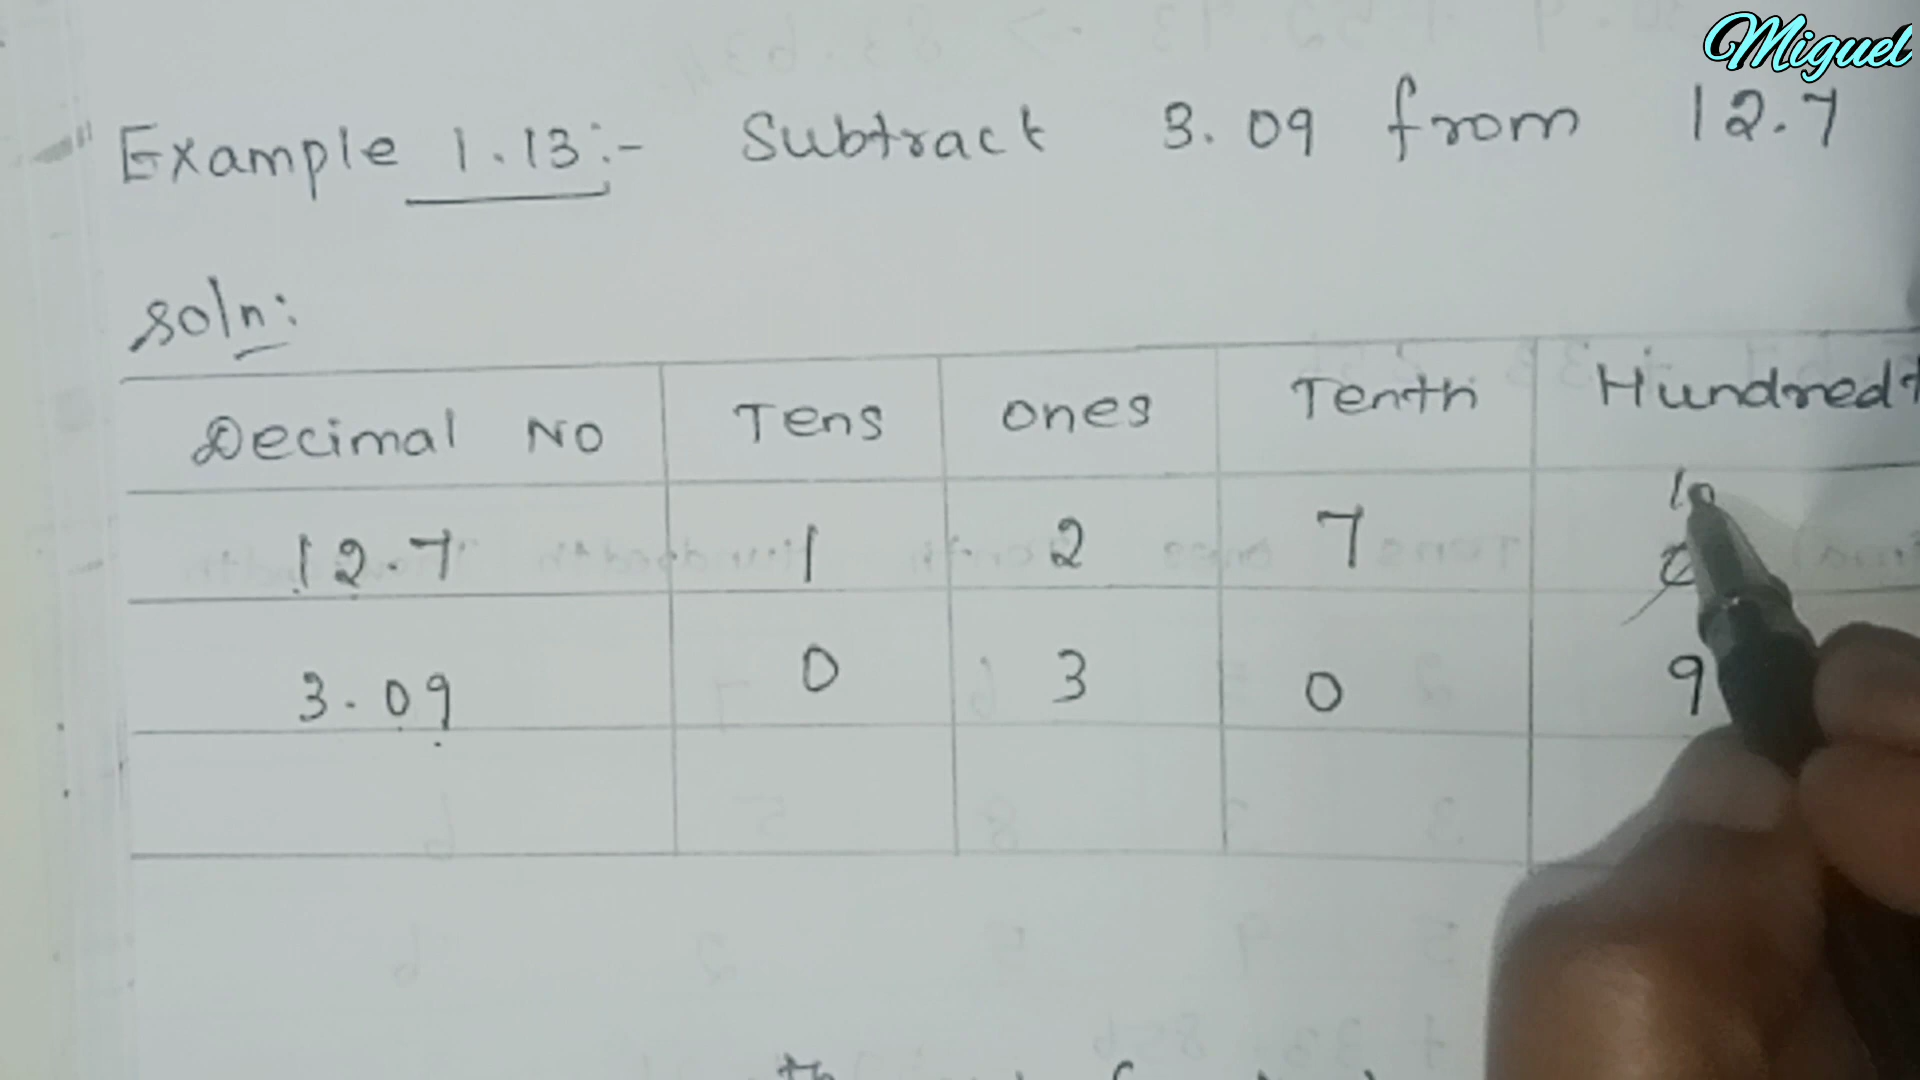 Miguel
Example 1.13:- Subtract 3.09 from 12.7
Soln:
Decimal No Tens ones Tenth Hundredt
10
12.7 1 2 7 0
3.09 0 3 0 9